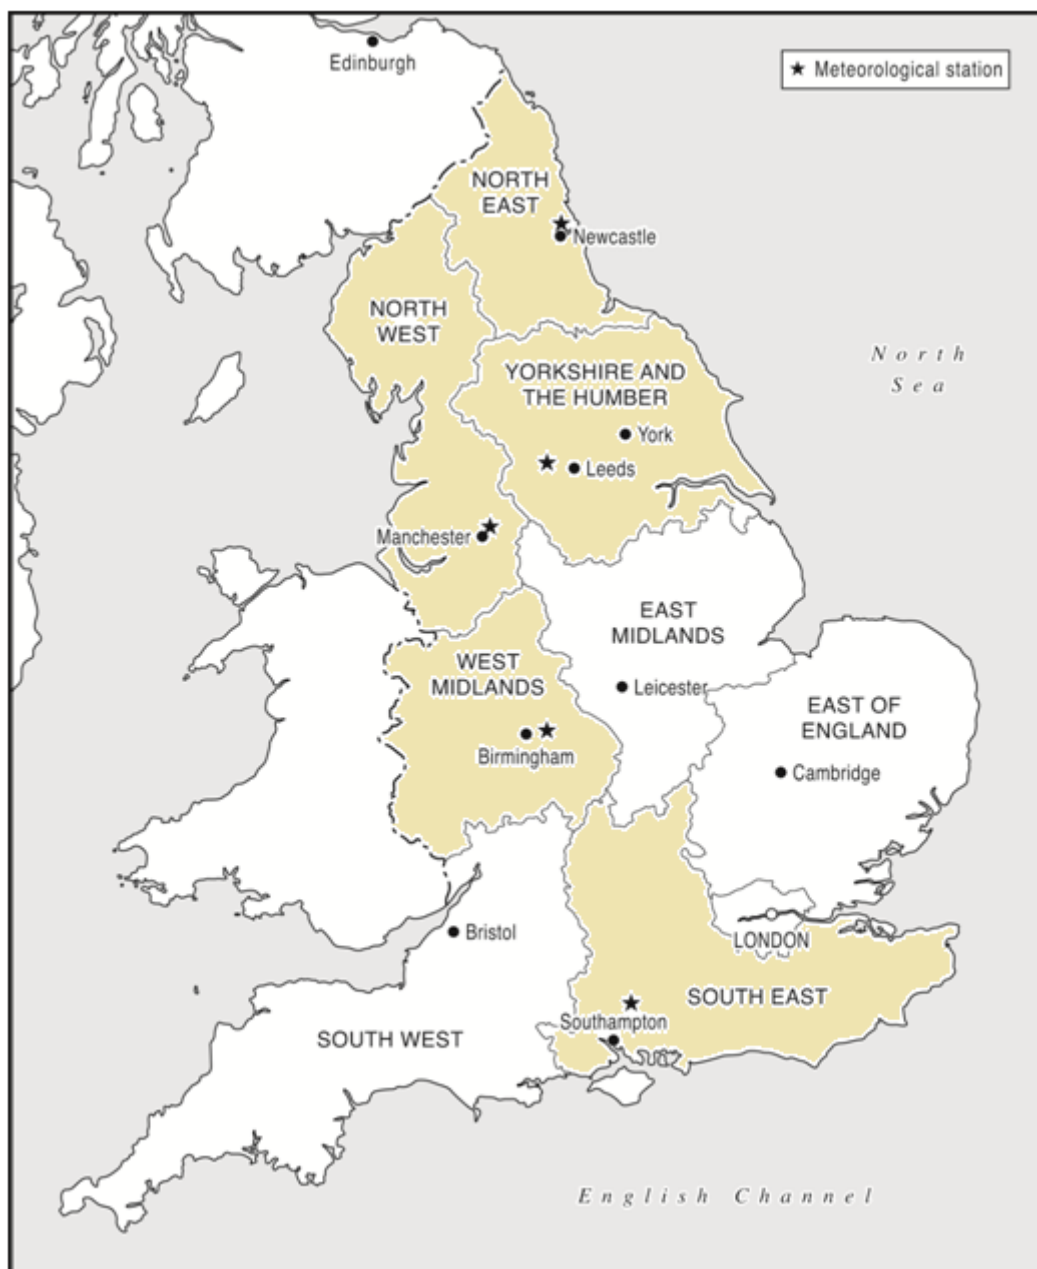 Edinburgh
★ Meteorological station
NORTH
EAST
Newcastle
NORTH
WEST
North
Sea
YORKSHIRE AND
THE HUMBER
York
Leeds
Manchester
EAST
MIDLANDS
WEST
MIDLANDS
Leicester
EAST OF
ENGLAND
Birmingham
Cambridge
Bristol
LONDON
SOUTH EAST
Southampton
SOUTH WEST
English Channel